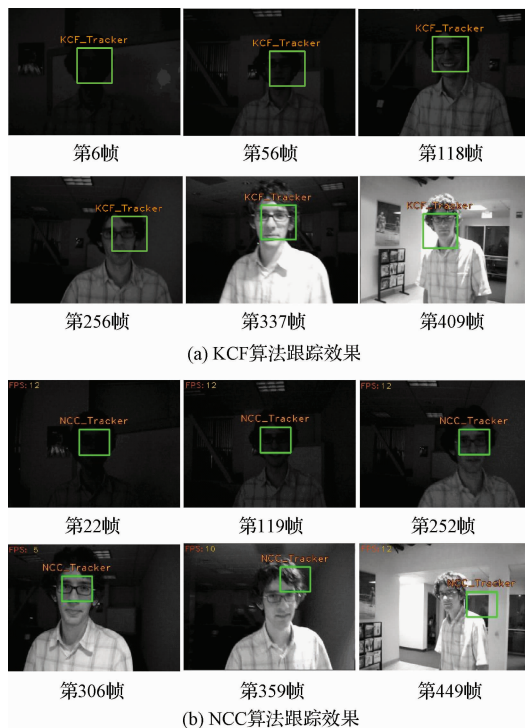 KCF_Tracker
KCF_Tracker
KCF_Tracker
第6帧
第56帧
第118帧
KCF_Tracker
KCF_Tracker
KCF_Tracker
第256帧
第337帧
第409帧
(a) KCF算法跟踪效果
FPS:12
FPS:12
FPS:12
NCC_Tracker
NCC_Tracker
NCC_Tracker
第22帧
第119帧
第252帧
FPS: 5
FPS:10
FPS:12
NCC_Tracker
NCC_Tracker
NCC_Tracker
第306帧
第359帧
第449帧
(b) NCC算法跟踪效果